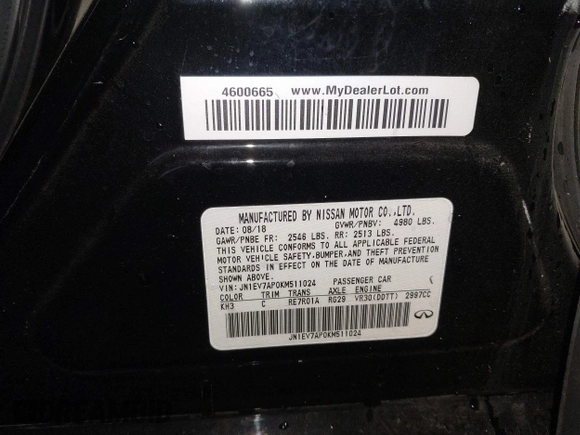 4600665 www.MyDealerLot.com
MANUFACTURED BY NISSAN MOTOR CO.,LTD.
DATE: 08/18 GVWR/PNBV: 4980 LBS.
GAWR/PNBE FR: 2546 LBS. RR: 2513 LBS.
THIS VEHICLE CONFORMS TO ALL APPLICABLE FEDERAL
MOTOR VEHICLE SAFETY,BUMPER,AND THEFT PREVENTION
STANDARDS IN EFFECT ON THE DATE OF MANUFACTURE
SHOWN ABOVE.
VIN: JN1EV7AP0KM511024 PASSENGER CAR
COLOR TRIM TRANS AXLE ENGINE
KH3 C RE7R01A RG29 VR30(DDTT) 2997CC
JN1EV7AP0KM511024